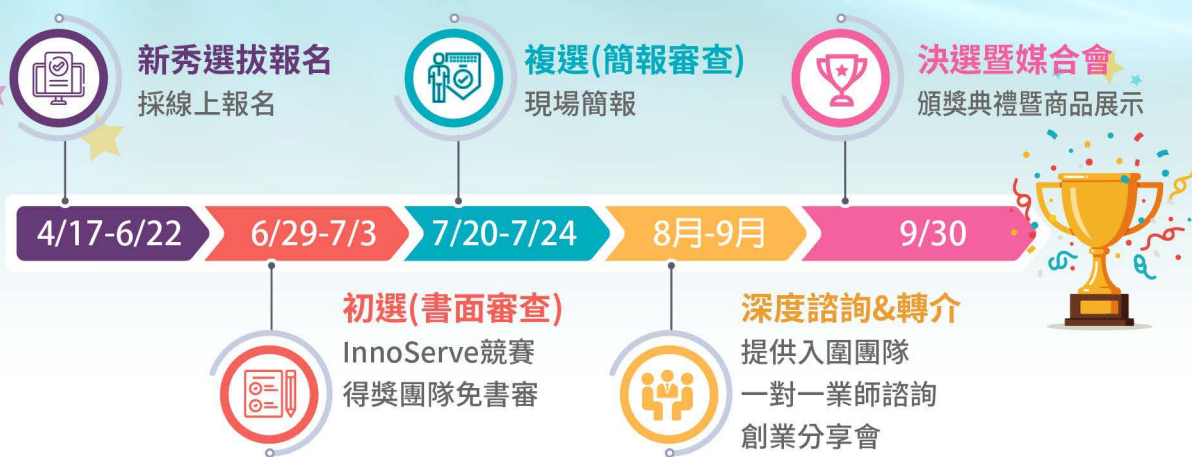 新秀選拔報名
採線上報名
複選(簡報審查)
現場簡報
決選暨媒合會
頒獎典禮暨商品展示
4/17-6/22
6/29-7/3
7/20-7/24
8月-9月
9/30
初選(書面審查)
InnoServe競賽
得獎團隊免書審
深度諮詢&轉介
提供入圍團隊
一對一業師諮詢
創業分享會